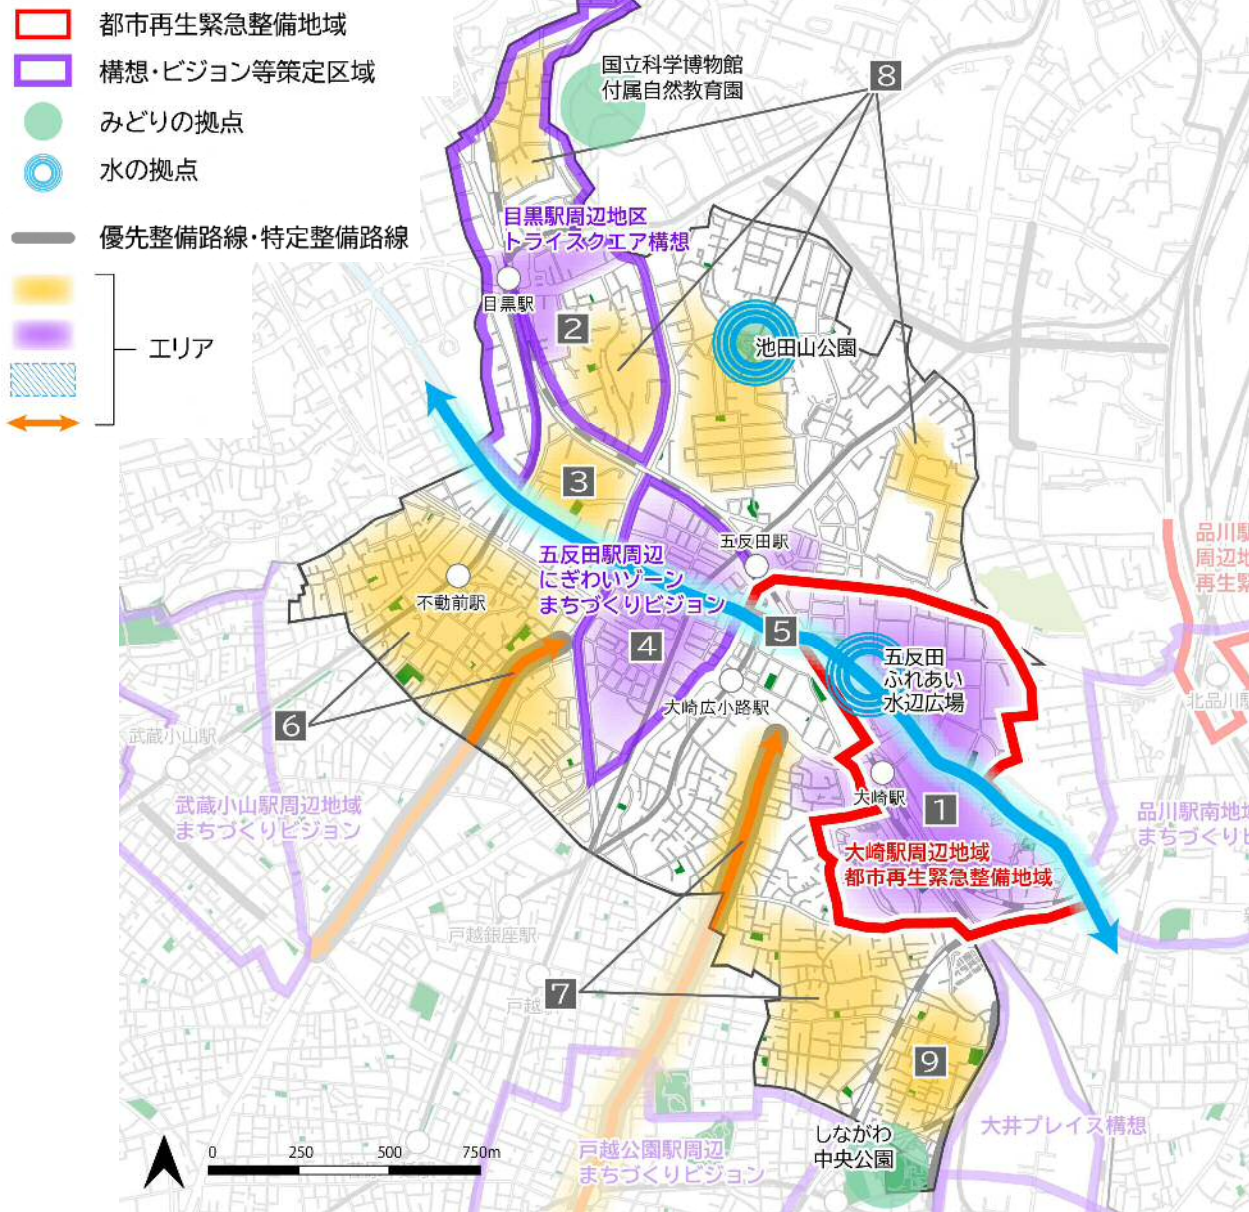 都市再生緊急整備地域
構想・ビジョン等策定区域
みどりの拠点
水の拠点
優先整備路線・特定整備路線
エリア
国立科学博物館
付属自然教育園
8
目黒駅周辺地区
トライスクエア構想
目黒駅
2
池田山公園
3
五反田駅
五反田駅周辺
にぎわいゾーン
まちづくりビジョン
不動前駅
4
5
五反田
ふれあい
水辺広場
大崎広小路駅
6
武蔵小山駅
武蔵小山駅周辺地域
まちづくりビジョン
大崎駅
1
大崎駅周辺地域
都市再生緊急整備地域
品川駅
周辺地
再生緊
北品川駅
品川駅南地域
まちづくりビ
戸越銀座駅
7
戸越
9
大井プレイス構想
しながわ
中央公園
戸越公園駅周辺
まちづくりビジョン
0 250 500 750m